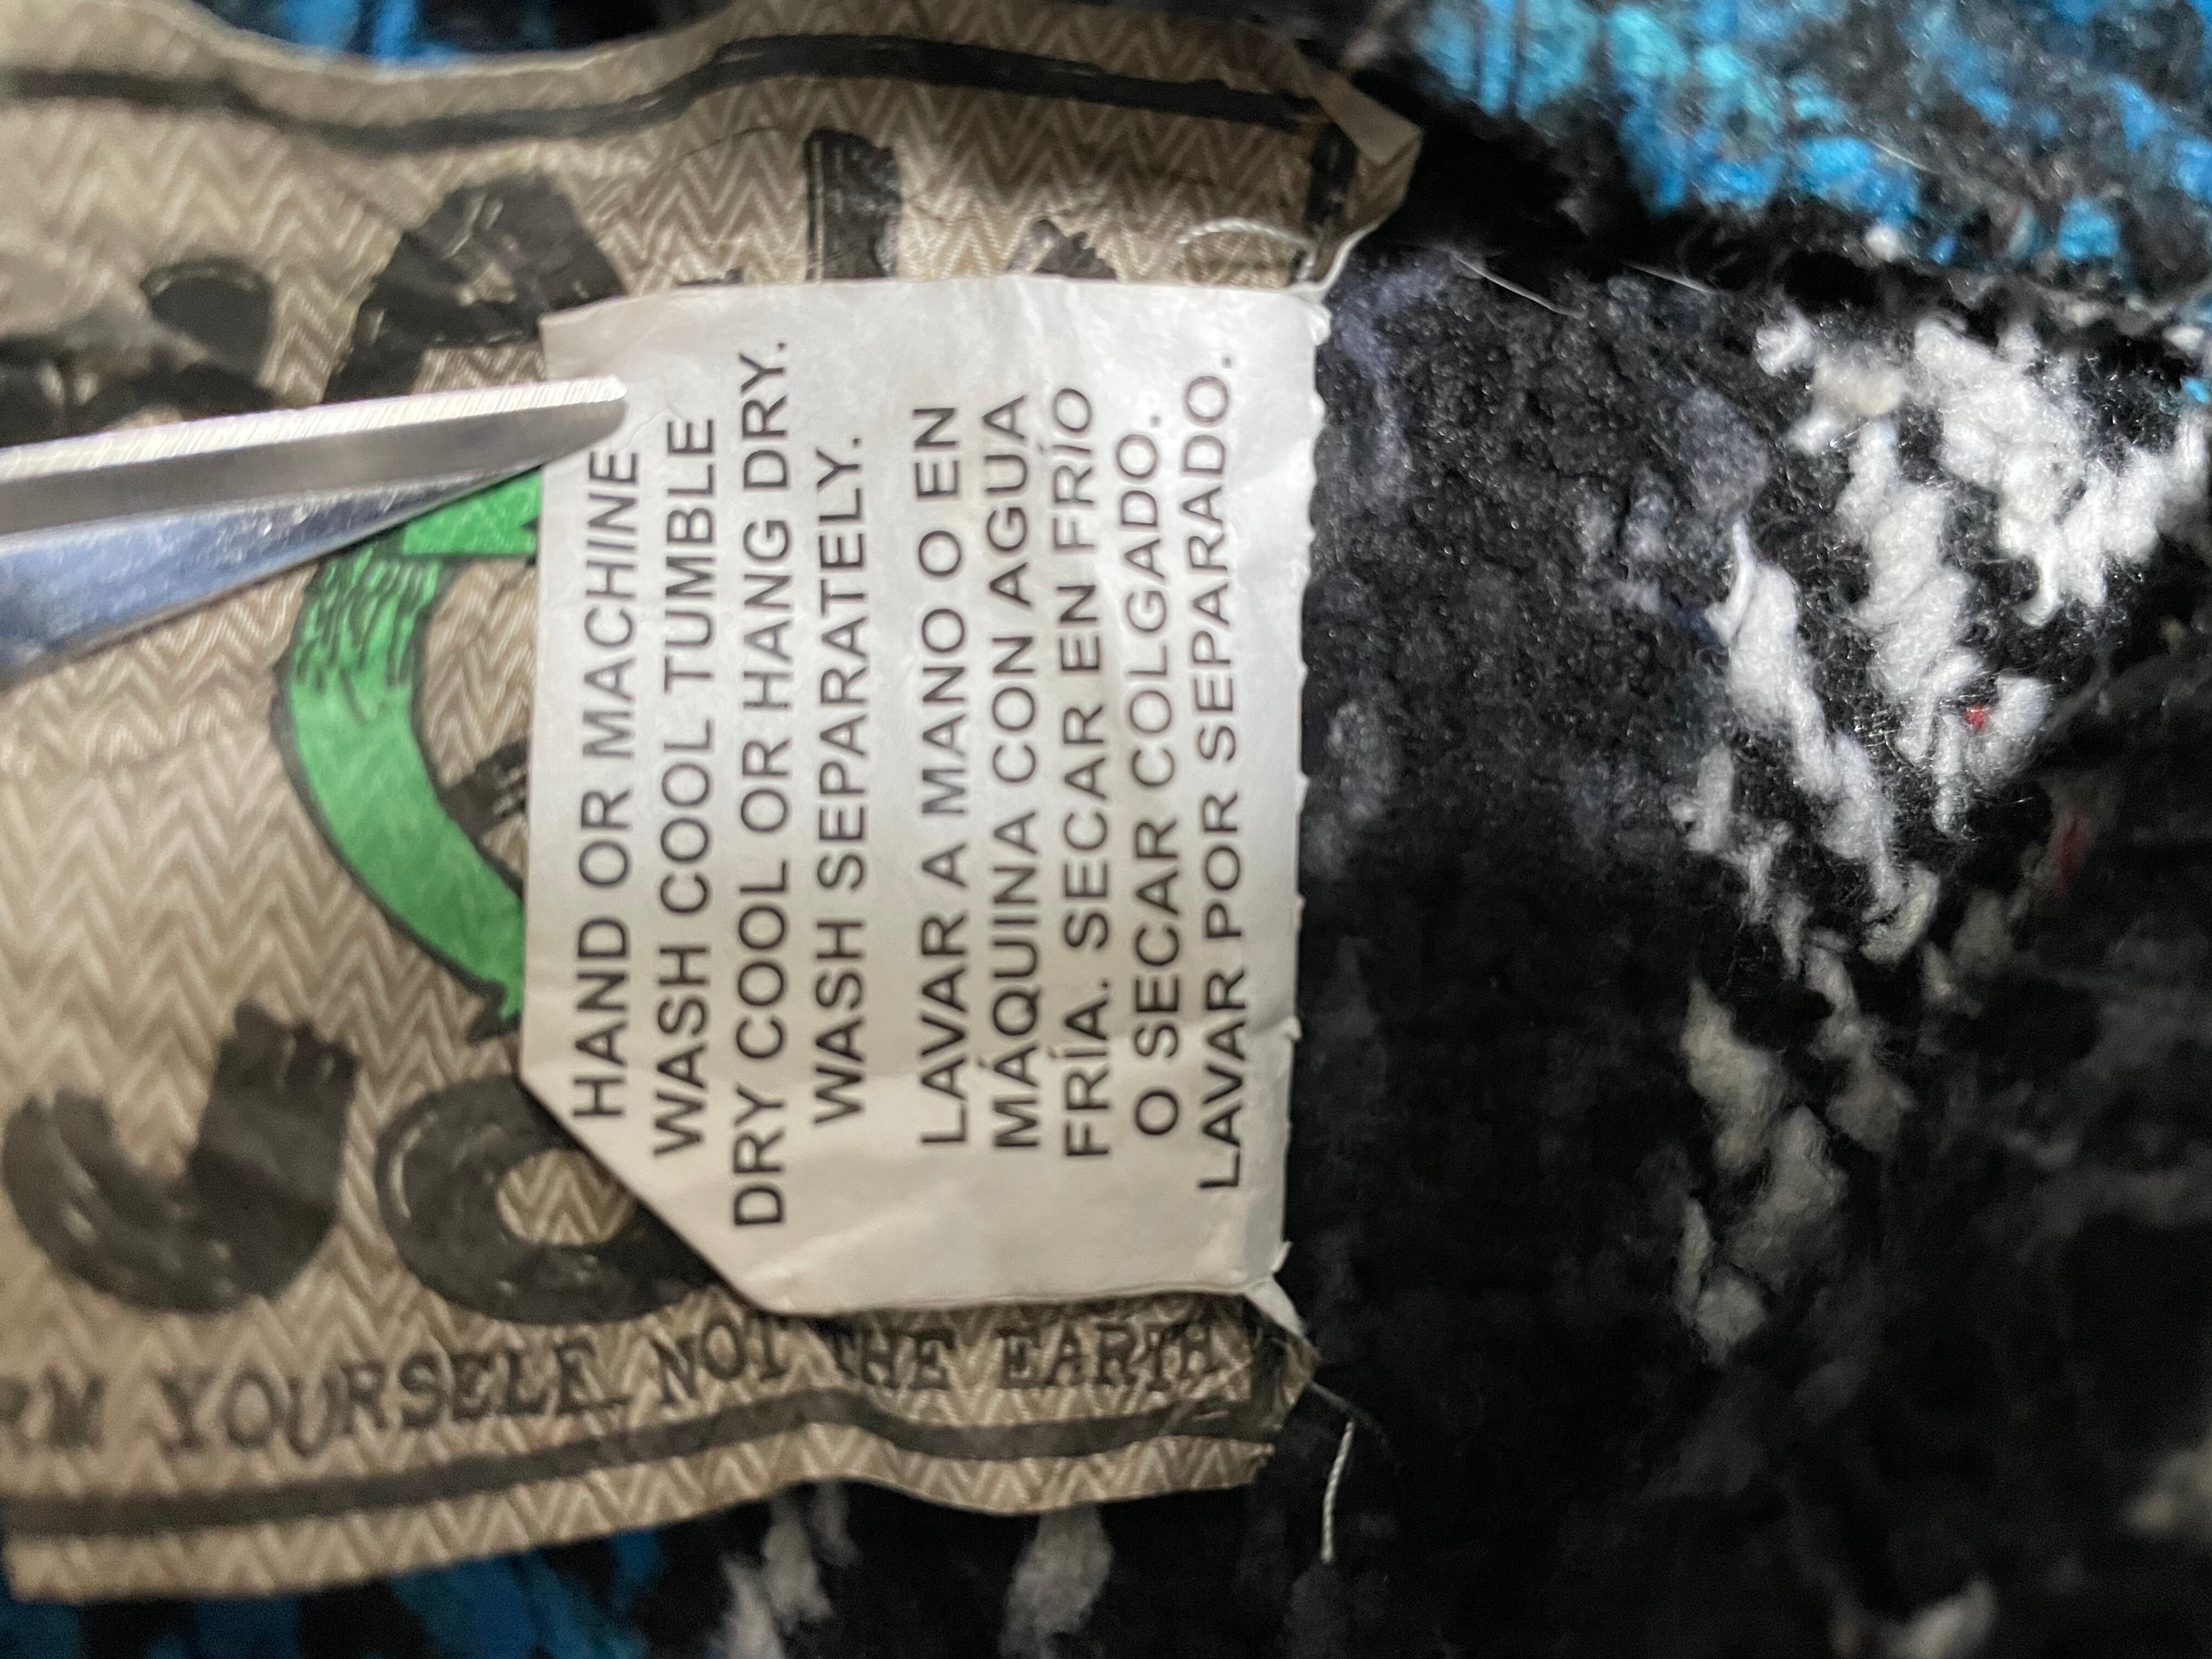 HAND OR MACHINE
WASH COOL TUMBLE
DRY COOL OR HANG DRY.
WASH SEPARATELY.
LAVAR A MANO O EN
MÁQUINA CON AGUA
FRÍA. SECAR EN FRÍO
O SECAR COLGADO.
LAVAR POR SEPARADO.
YOURSELF NOT THE EARTH